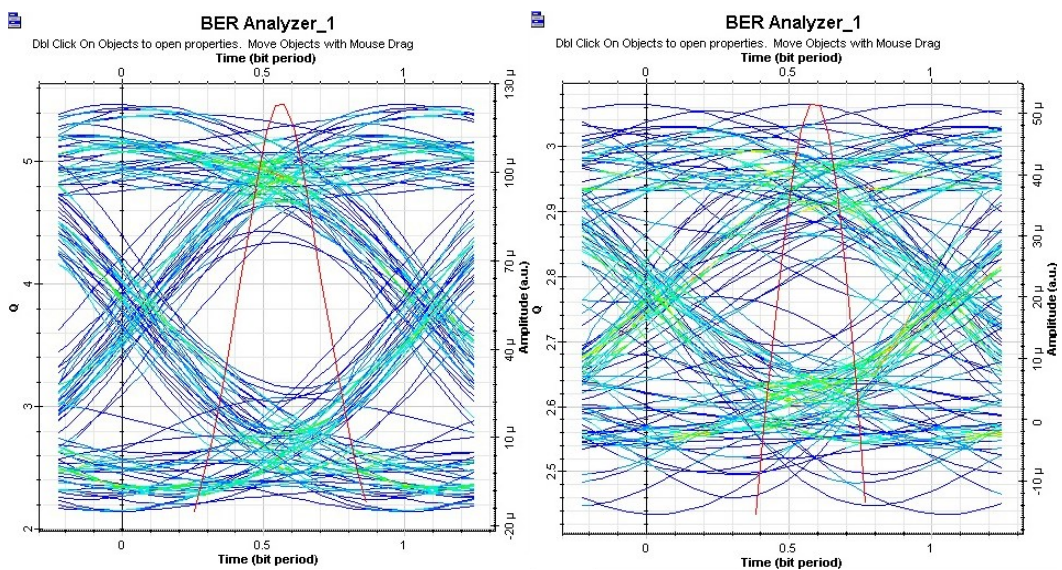 BER Analyzer_1
Dbl Click On Objects to open properties. Move Objects with Mouse Drag
Time (bit period)
0 0.5 1
Q
5
4
3
2
130 µ
100 µ
70 µ
40 µ
10 µ
-20 µ
Amplitude (a.u.)
0 0.5 1
Time (bit period)
BER Analyzer_1
Dbl Click On Objects to open properties. Move Objects with Mouse Drag
Time (bit period)
0 0.5 1
Q
3
2.9
2.8
2.7
2.6
2.5
50 µ
40 µ
30 µ
20 µ
10 µ
0
-10 µ
Amplitude (a.u.)
0 0.5 1
Time (bit period)